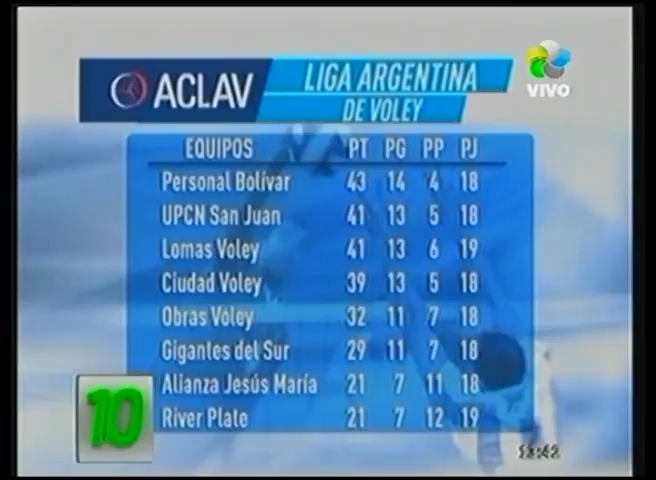 ACLAV
LIGA ARGENTINA
DE VOLEY
VIVO
EQUIPOS PT PG PP PJ
Personal Bolívar 43 14 4 18
UPCN San Juan 41 13 5 18
Lomas Voley 41 13 6 19
Ciudad Voley 39 13 5 18
Obras Voley 32 11 7 18
Gigantes del Sur 29 11 7 18
Alianza Jesús María 21 7 11 18
River Plate 21 7 12 19
10
13:42